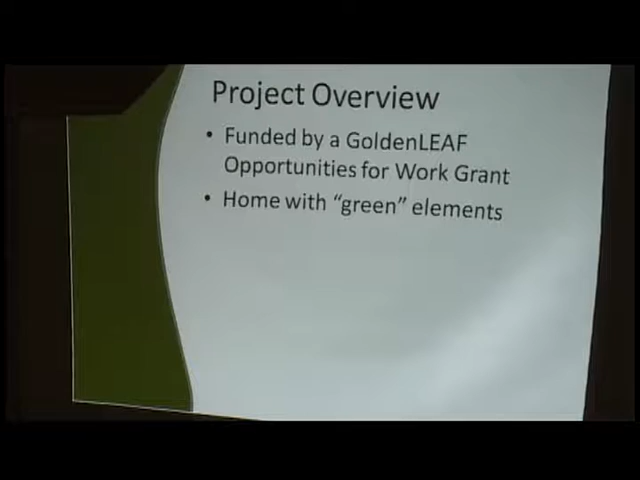 Project Overview
• Funded by a GoldenLEAF
Opportunities for Work Grant
• Home with “green” elements